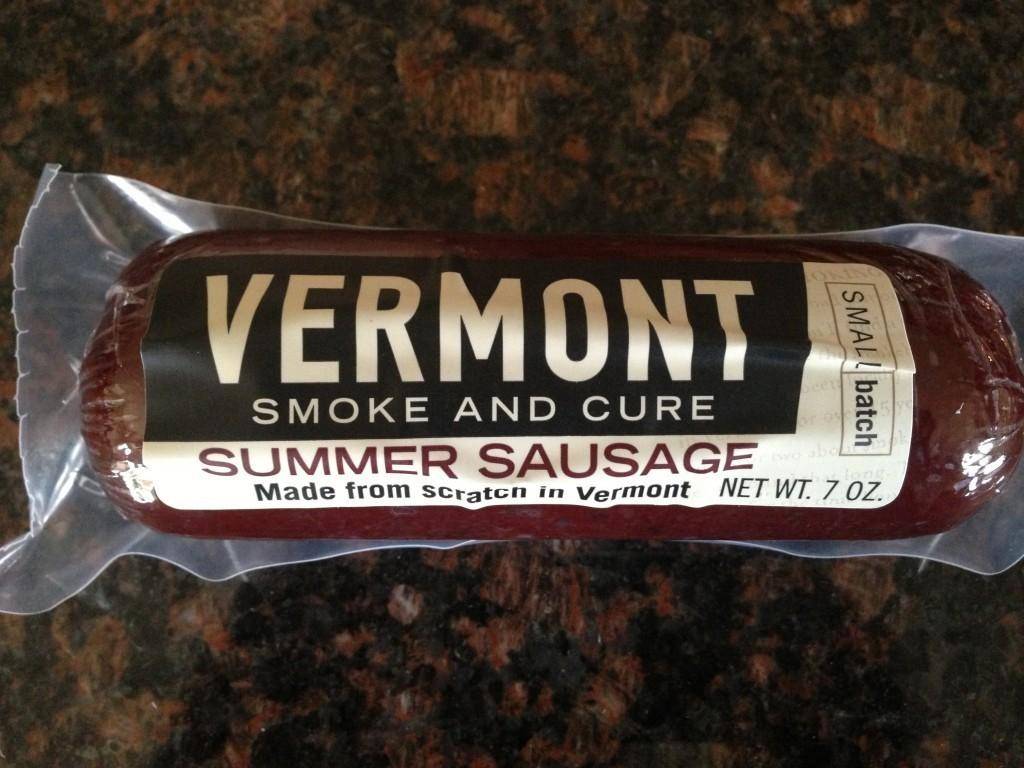 VERMONT
SMOKE AND CURE
SUMMER SAUSAGE
Made from scratch in Vermont
NET WT. 7 OZ.
SMALL batch